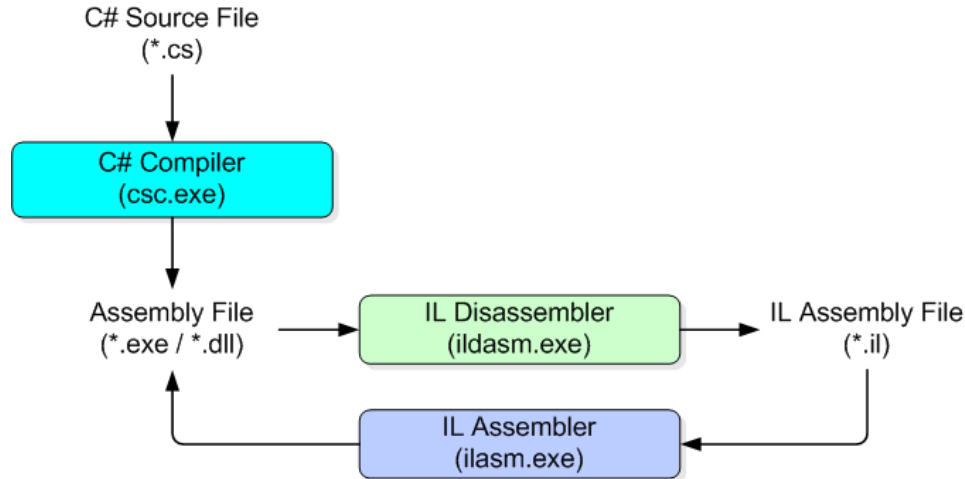 C# Source File
(*.cs)
C# Compiler
(csc.exe)
Assembly File
(*.exe / *.dll)
IL Disassembler
(ildasm.exe)
IL Assembly File
(*.il)
IL Assembler
(ilasm.exe)